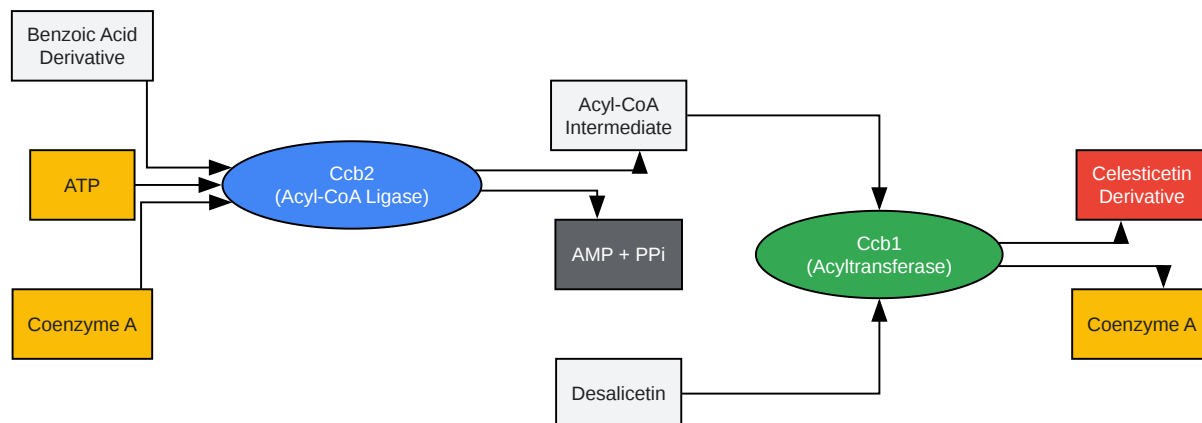 Benzoic Acid
Derivative
ATP
Coenzyme A
Ccb2
(Acyl-CoA Ligase)
Acyl-CoA
Intermediate
AMP + PPi
Desalicetin
Ccb1
(Acyltransferase)
Celesticetin
Derivative
Coenzyme A